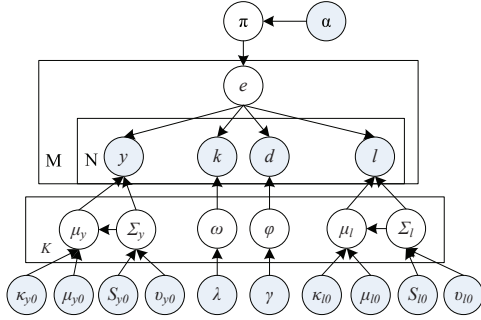 π α
e
M N y k d l
K μy Σy ω φ μl Σl
κy0 μy0 Sy0 υy0 λ γ κl0 μl0 Sl0 υl0